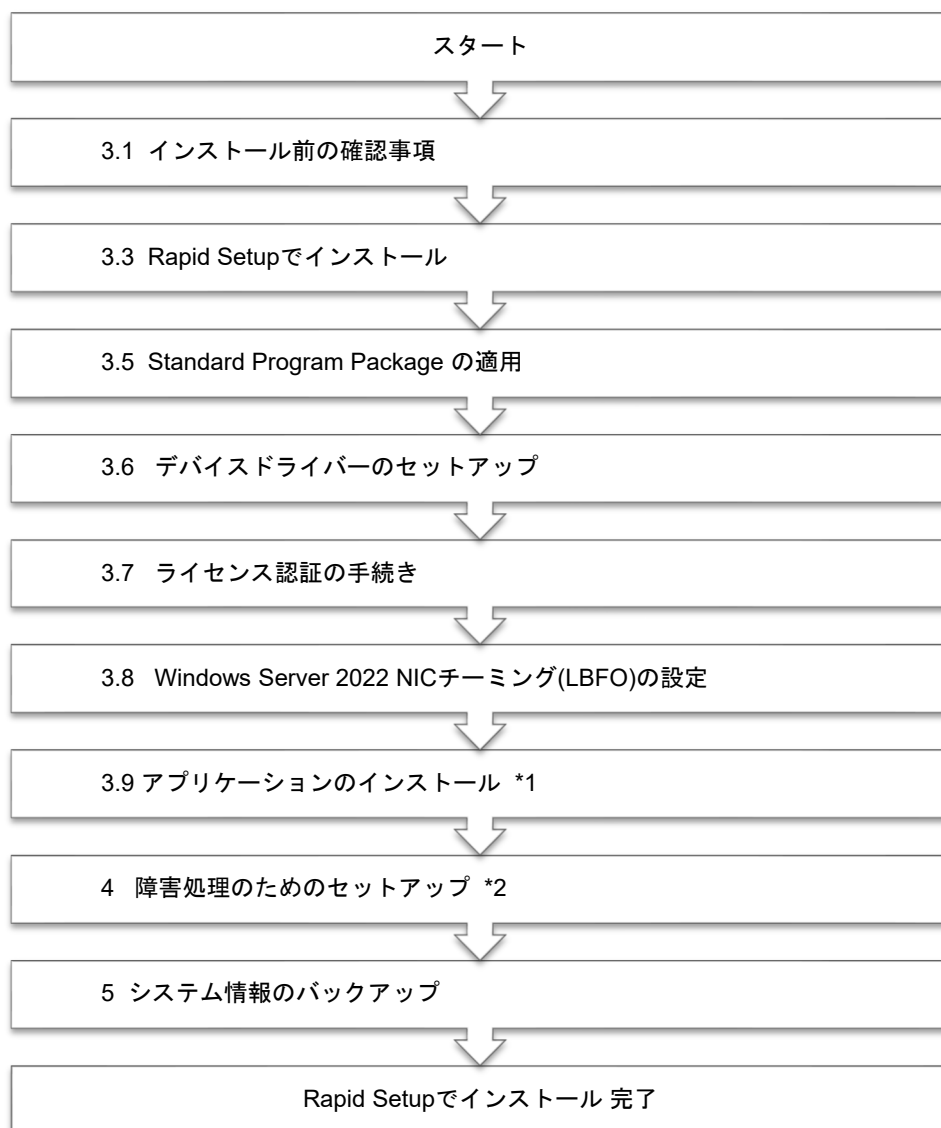 スタート
3.1 インストール前の確認事項
3.3 Rapid Setupでインストール
3.5 Standard Program Package の適用
3.6 デバイスドライバーのセットアップ
3.7 ライセンス認証の手続き
3.8 Windows Server 2022 NICチーミング(LBFO)の設定
3.9 アプリケーションのインストール *1
4 障害処理のためのセットアップ *2
5 システム情報のバックアップ
Rapid Setupでインストール 完了